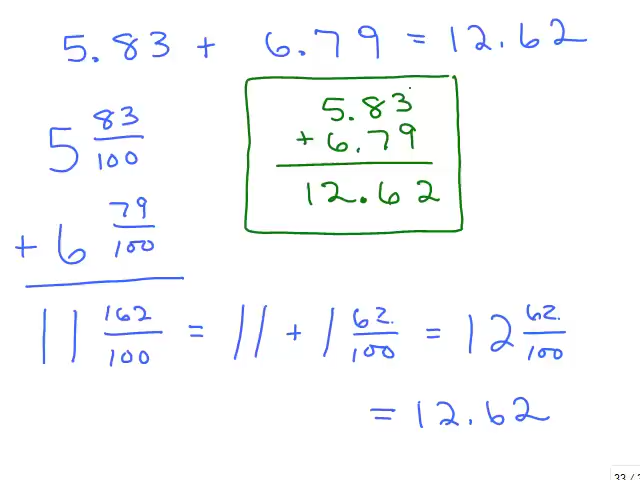 5.83 + 6.79 = 12.62
5.83
+ 6.79
12.62
5 83/100
+ 6 79/100
11 162/100 = 11 + 1 62/100 = 12 62/100
= 12.62